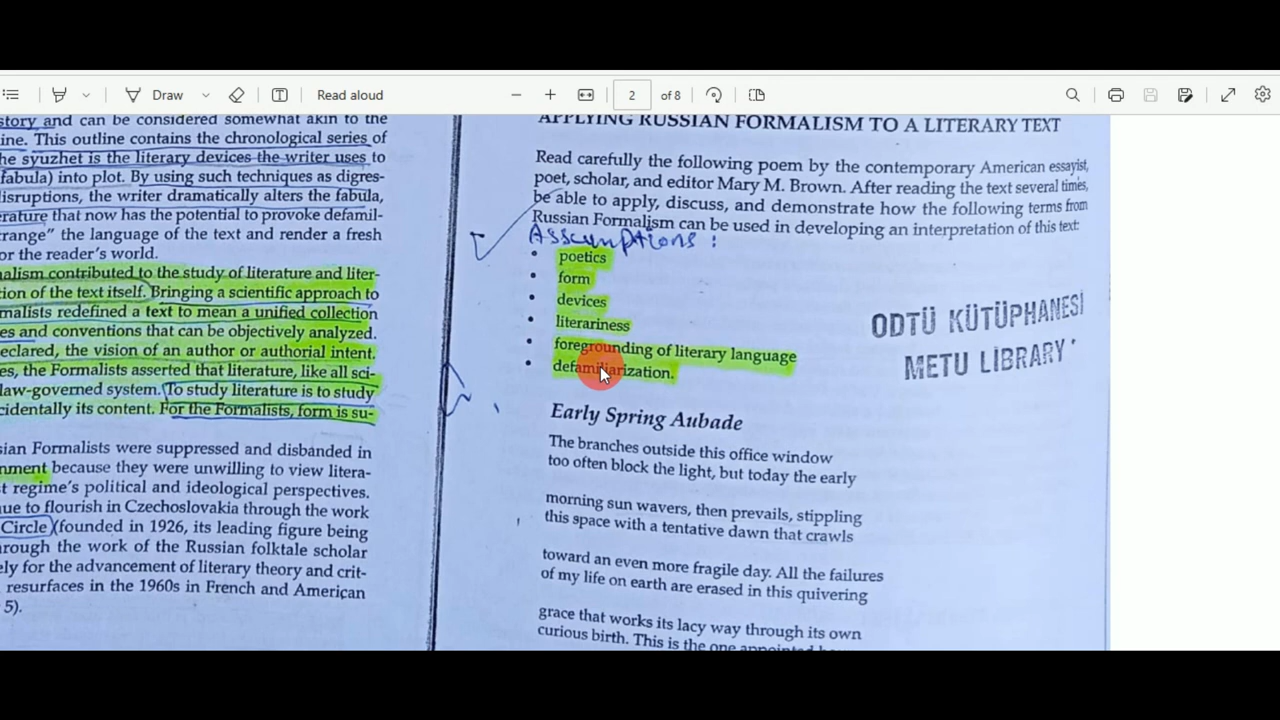 Draw
Read aloud
2 of 8
story and can be considered somewhat akin to the
ine. This outline contains the chronological series of
he syuzhet is the literary devices the writer uses to
fabula) into plot. By using such techniques as digres-
isruptions, the writer dramatically alters the fabula,
erature that now has the potential to provoke defamil-
trange" the language of the text and render a fresh
or the reader's world.
alism contributed to the study of literature and liter-
tion of the text itself. Bringing a scientific approach to
malists redefined a text to mean a unified collection
es and conventions that can be objectively analyzed.
eclared, the vision of an author or authorial intent.
es, the Formalists asserted that literature, like all sci-
law-governed system. To study literature is to study
cidentally its content. For the Formalists, form is su-
sian Formalists were suppressed and disbanded in
nment because they were unwilling to view litera-
st regime's political and ideological perspectives.
ue to flourish in Czechoslovakia through the work
Circle (founded in 1926, its leading figure being
hrough the work of the Russian folktale scholar
ely for the advancement of literary theory and crit-
resurfaces in the 1960s in French and American
5).
APPLYING RUSSIAN FORMALISM TO A LITERARY TEXT
Read carefully the following poem by the contemporary American essayist,
poet, scholar, and editor Mary M. Brown. After reading the text several times,
be able to apply, discuss, and demonstrate how the following terms from
Russian Formalism can be used in developing an interpretation of this text:
Assumptions :
• poetics
• form
• devices
• literariness
• foregrounding of literary language
• defamiliarization.
ODTÜ KÜTÜPHANESİ
METU LİBRARY
Early Spring Aubade
The branches outside this office window
too often block the light, but today the early
morning sun wavers, then prevails, stippling
this space with a tentative dawn that crawls
toward an even more fragile day. All the failures
of my life on earth are erased in this quivering
grace that works its lacy way through its own
curious birth. This is the one appointed